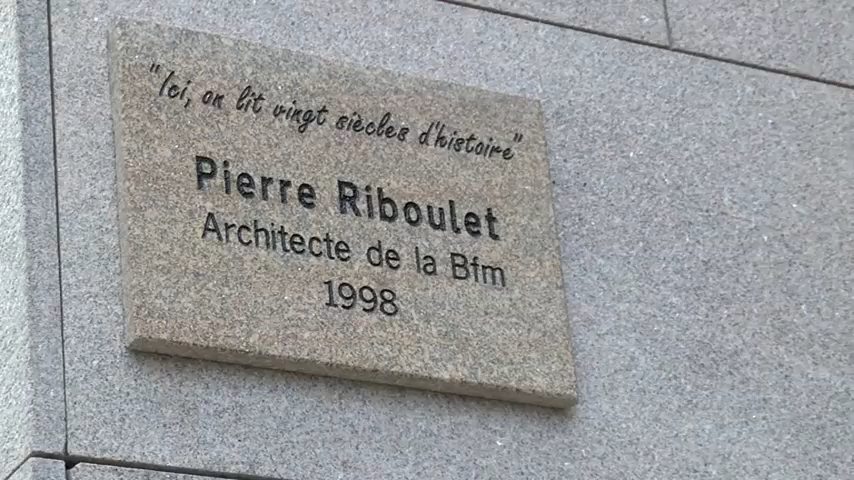 "Ici, on lit vingt siècles d'histoire"
Pierre Riboulet
Architecte de la Bfm
1998